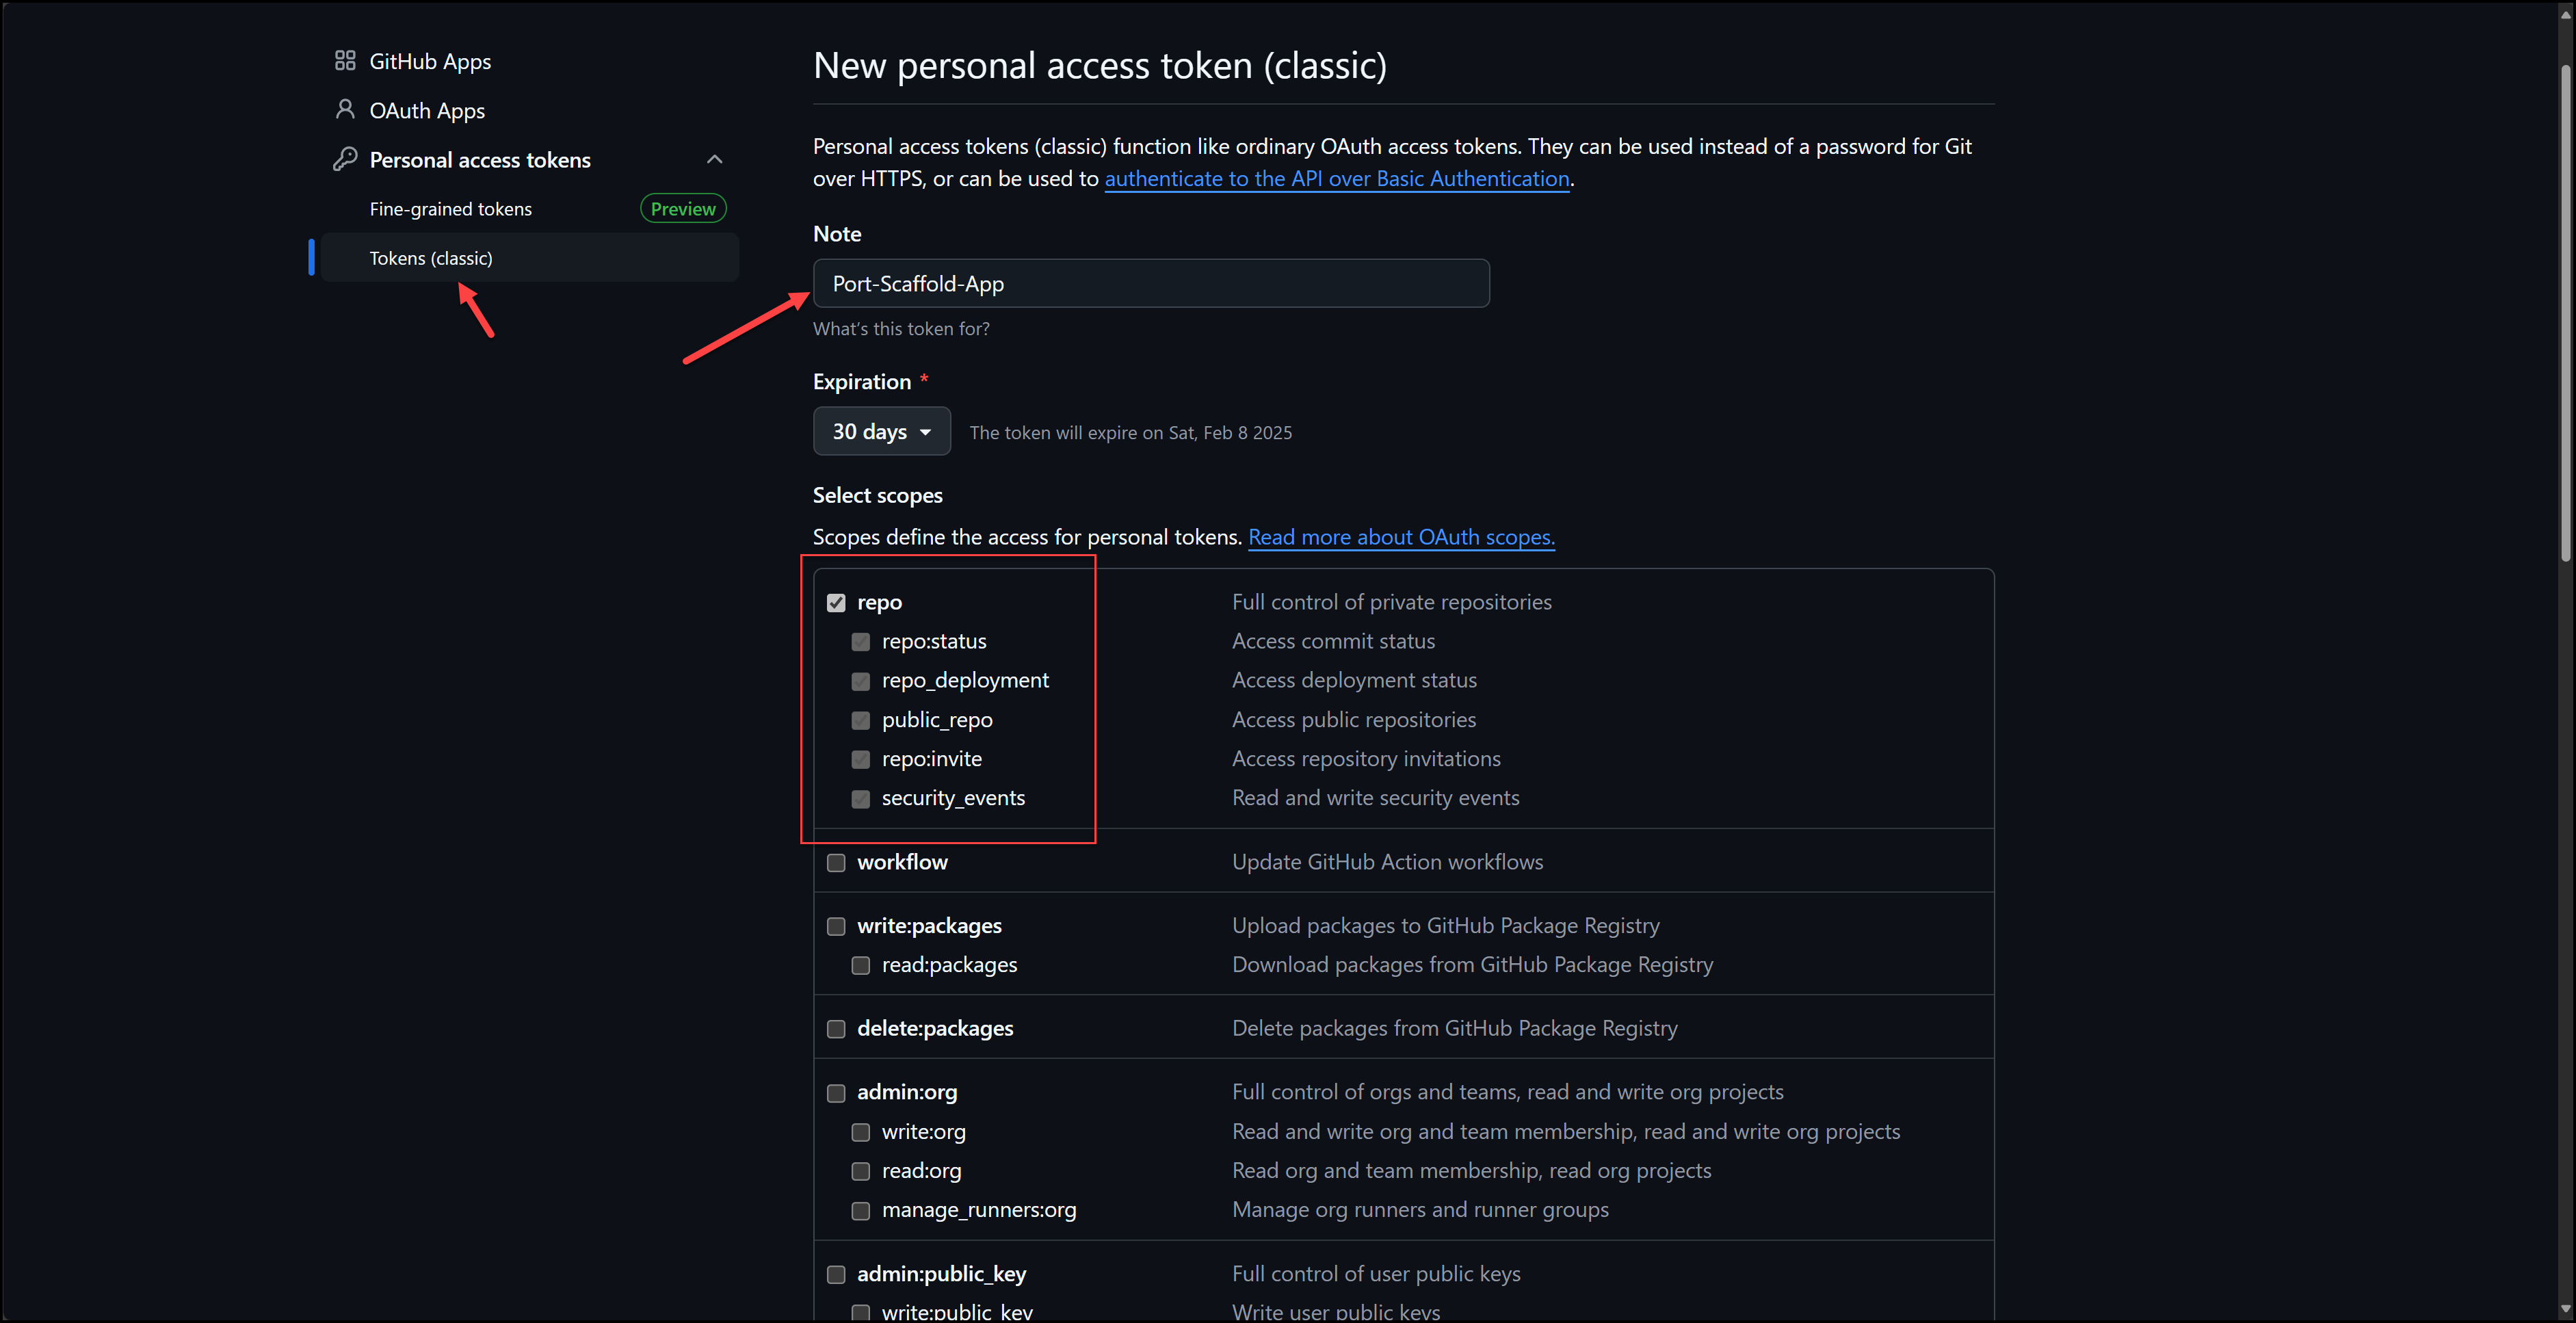 GitHub Apps
OAuth Apps
Personal access tokens
Fine-grained tokens
Preview
Tokens (classic)
New personal access token (classic)
Personal access tokens (classic) function like ordinary OAuth access tokens. They can be used instead of a password for Git
over HTTPS, or can be used to authenticate to the API over Basic Authentication.
Note
Port-Scaffold-App
What's this token for?
Expiration *
30 days
The token will expire on Sat, Feb 8 2025
Select scopes
Scopes define the access for personal tokens. Read more about OAuth scopes.
repo
Full control of private repositories
repo:status
Access commit status
repo_deployment
Access deployment status
public_repo
Access public repositories
repo:invite
Access repository invitations
security_events
Read and write security events
workflow
Update GitHub Action workflows
write:packages
Upload packages to GitHub Package Registry
read:packages
Download packages from GitHub Package Registry
delete:packages
Delete packages from GitHub Package Registry
admin:org
Full control of orgs and teams, read and write org projects
write:org
Read and write org and team membership, read and write org projects
read:org
Read org and team membership, read org projects
manage_runners:org
Manage org runners and runner groups
admin:public_key
Full control of user public keys
write:public_key
Write user public keys